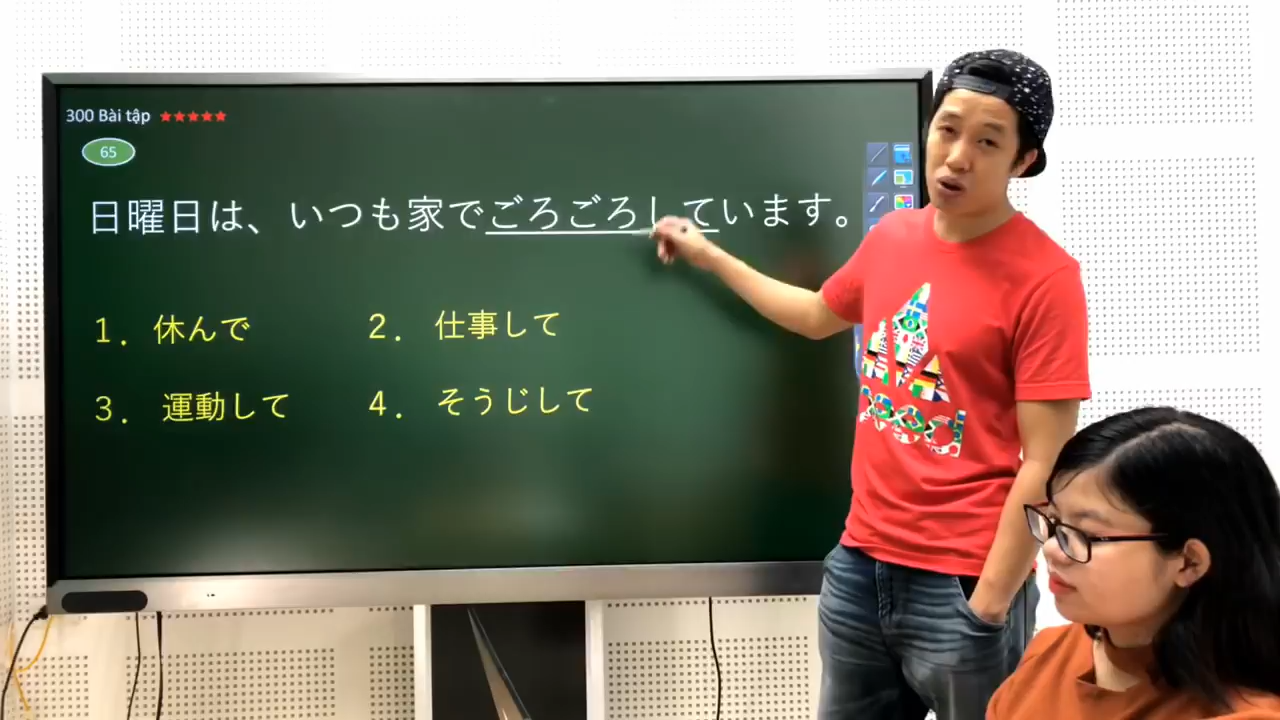 300 Bài tập ★★★★★
65
日曜日は、いつも家でごろごろしています。
1. 休んで 2. 仕事して
3. 運動して 4. そうじして